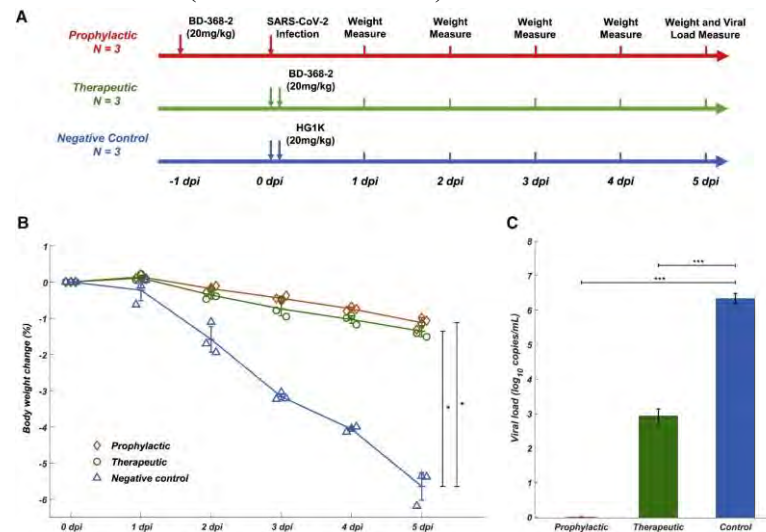 A
BD-368-2
(20mg/kg)
SARS-CoV-2
Infection
Weight
Measure
Weight
Measure
Weight
Measure
Weight
Measure
Weight and Viral
Load Measure
Prophylactic
N = 3
BD-368-2
(20mg/kg)
Therapeutic
N = 3
HG1K
(20mg/kg)
Negative Control
N = 3
-1 dpi 0 dpi 1 dpi 2 dpi 3 dpi 4 dpi 5 dpi
B
1
0
-1
-2
-3
-4
-5
-6
Body weight change (%)
Prophylactic
Therapeutic
Negative control
* *
0 dpi 1 dpi 2 dpi 3 dpi 4 dpi 5 dpi
C
8
7
6
5
4
3
2
1
0
Viral load (log10 copies/mL)
***
***
Prophylactic Therapeutic Control